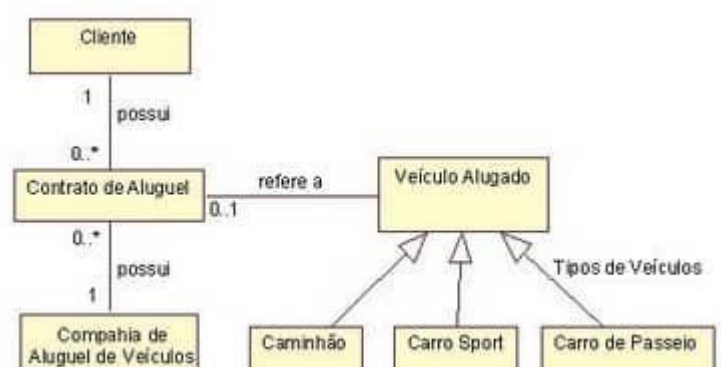 Cliente
1
possui
0..*
Contrato de Aluguel
0..1
refere a
Veículo Alugado
0..*
possui
1
Tipos de Veículos
Compahia de
Aluguel de Veículos
Caminhão
Carro Sport
Carro de Passeio